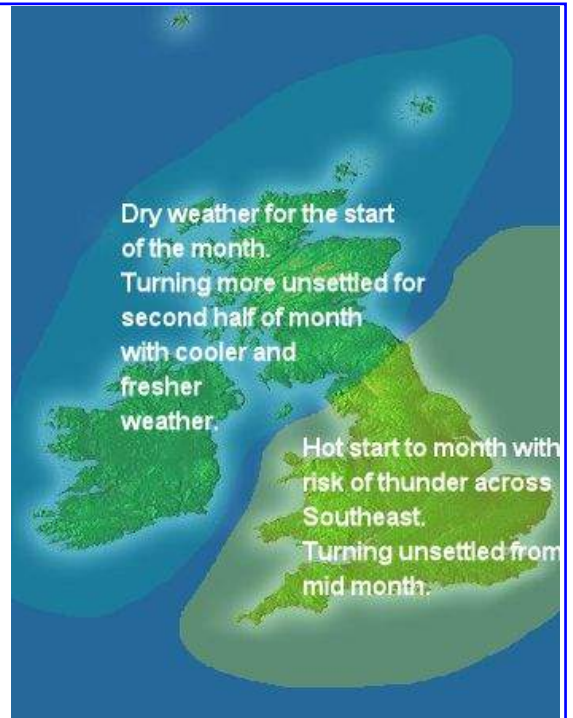 Dry weather for the start
of the month.
Turning more unsettled for
second half of month
with cooler and
fresher
weather.
Hot start to month with
risk of thunder across
Southeast.
Turning unsettled from
mid month.